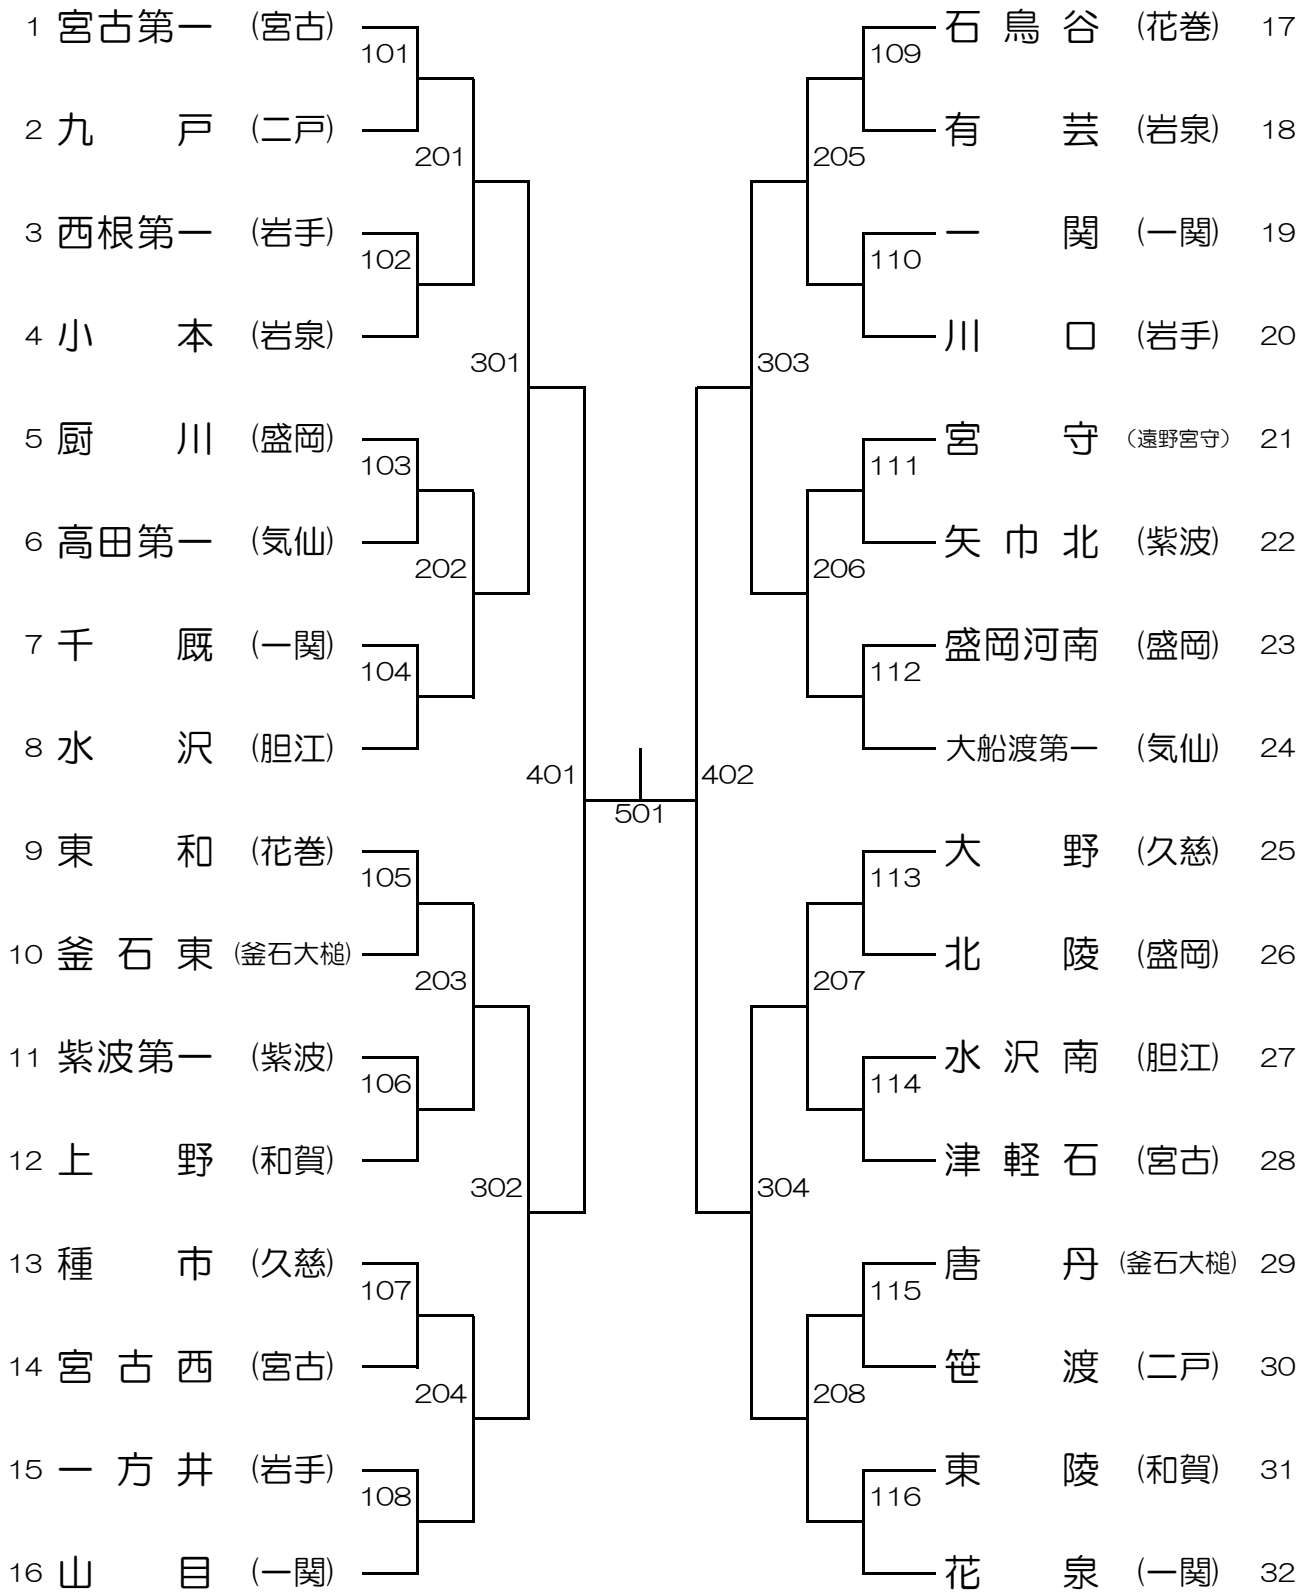 1 宮古第一 (宮古)
101
2 九戸 (二戸)
201
3 西根第一 (岩手)
102
4 小本 (岩泉)
301
5 厨川 (盛岡)
103
6 高田第一 (気仙)
202
7 千厩 (一関)
104
8 水沢 (胆江)
401
9 東和 (花巻)
105
10 釜石東 (釜石大槌)
203
11 紫波第一 (紫波)
106
12 上野 (和賀)
302
13 種市 (久慈)
107
14 宮古西 (宮古)
204
15 一方井 (岩手)
108
16 山目 (一関)
501
石鳥谷 (花巻) 17
109
有芸 (岩泉) 18
205
一関 (一関) 19
110
川口 (岩手) 20
303
宮守 (遠野宮守) 21
111
矢巾北 (紫波) 22
206
盛岡河南 (盛岡) 23
112
大船渡第一 (気仙) 24
402
大野 (久慈) 25
113
北陵 (盛岡) 26
207
水沢南 (胆江) 27
114
津軽石 (宮古) 28
304
唐丹 (釜石大槌) 29
115
笹渡 (二戸) 30
208
東陵 (和賀) 31
116
花泉 (一関) 32